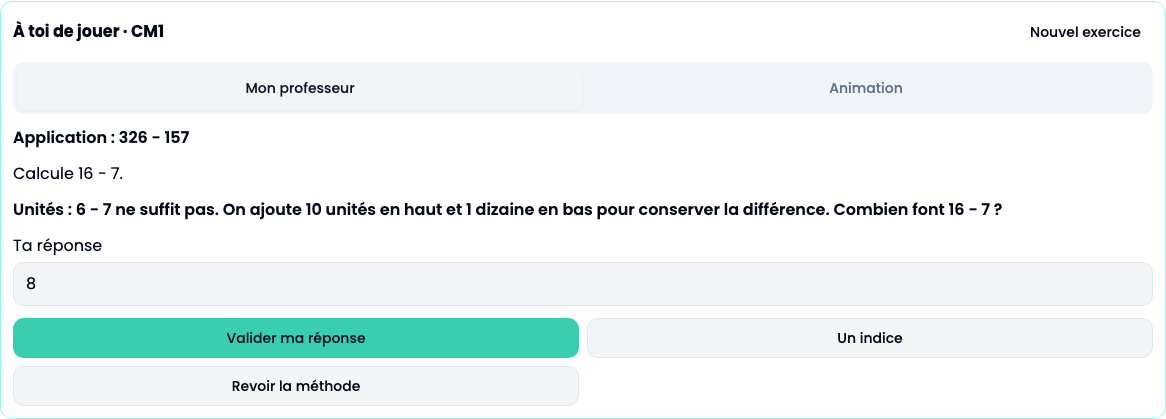 À toi de jouer · CM1
Nouvel exercice
Mon professeur
Animation
Application : 326 − 157
Calcule 16 − 7.
Unités : 6 − 7 ne suffit pas. On ajoute 10 unités en haut et 1 dizaine en bas pour conserver la différence. Combien font 16 − 7 ?
Ta réponse
8
Valider ma réponse
Un indice
Revoir la méthode